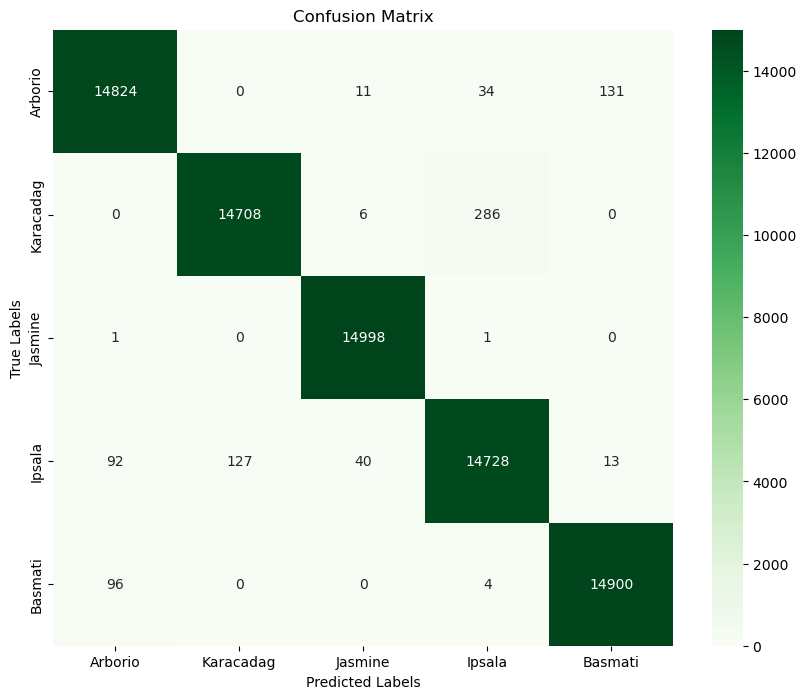 Confusion Matrix
Arborio 14824 0 11 34 131
Karacadag 0 14708 6 286 0
Jasmine 1 0 14998 1 0
Ipsala 92 127 40 14728 13
Basmati 96 0 0 4 14900
Arborio Karacadag Jasmine Ipsala Basmati
Predicted Labels
True Labels
14000
12000
10000
8000
6000
4000
2000
0